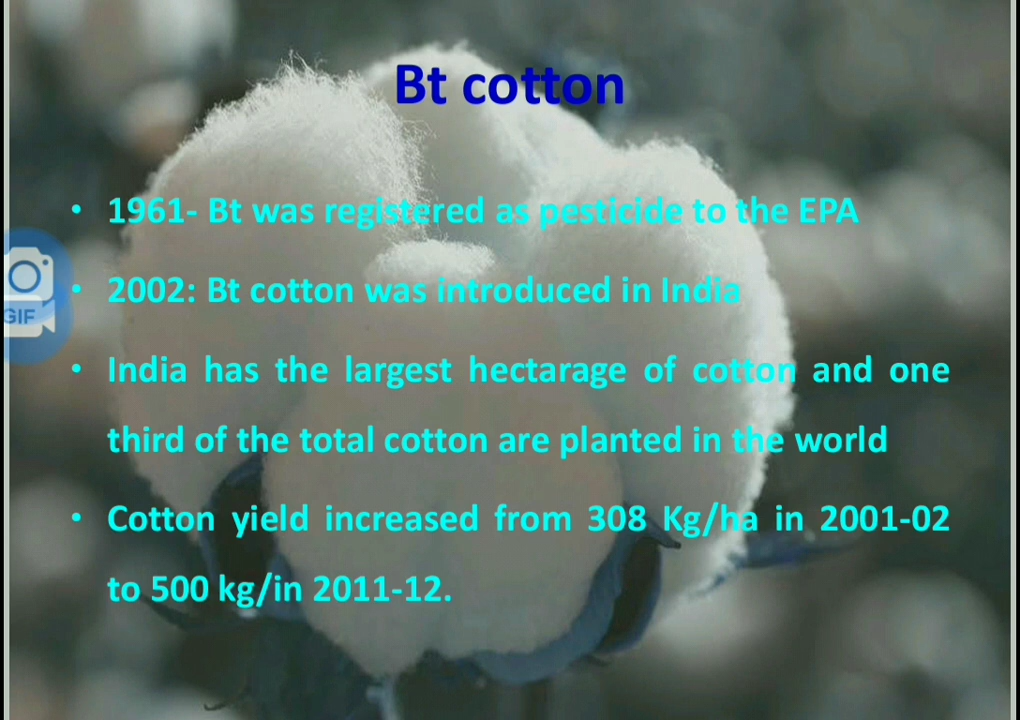 Bt cotton
• 1961- Bt was registered as pesticide to the EPA
• 2002: Bt cotton was introduced in India
GIF
• India has the largest hectarage of cotton and one
third of the total cotton are planted in the world
• Cotton yield increased from 308 Kg/ha in 2001-02
to 500 kg/in 2011-12.